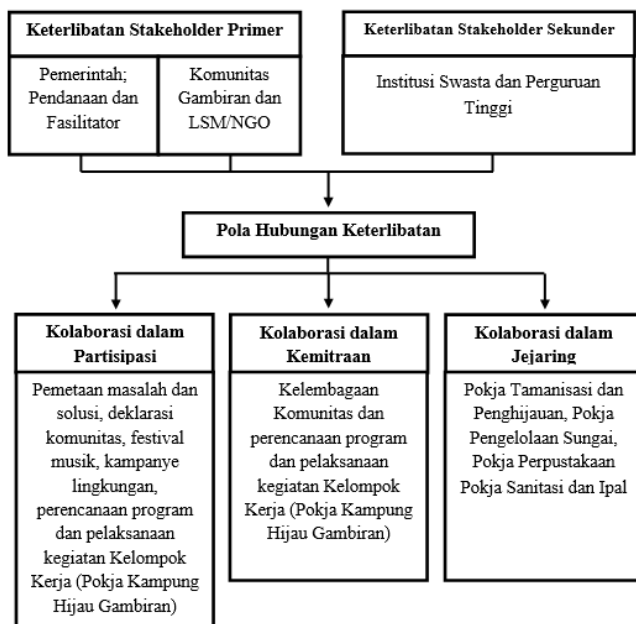 Keterlibatan Stakeholder Primer
Pemerintah;
Pendanaan dan
Fasilitator
Komunitas
Gambiran dan
LSM/NGO
Keterlibatan Stakeholder Sekunder
Institusi Swasta dan Perguruan
Tinggi
Pola Hubungan Keterlibatan
Kolaborasi dalam
Partisipasi
Pemetaan masalah dan
solusi, deklarasi
komunitas, festival
musik, kampanye
lingkungan,
perencanaan program
dan pelaksanaan
kegiatan Kelompok
Kerja (Pokja Kampung
Hijau Gambiran)
Kolaborasi dalam
Kemitraan
Kelembagaan
Komunitas dan
perencanaan program
dan pelaksanaan
kegiatan Kelompok
Kerja (Pokja Kampung
Hijau Gambiran)
Kolaborasi dalam
Jejaring
Pokja Tamanisasi dan
Penghijauan, Pokja
Pengelolaan Sungai,
Pokja Perpustakaan
Pokja Sanitasi dan Ipal